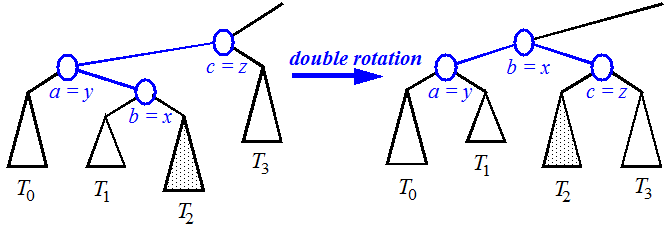 double rotation
c = z
a = y
b = x
T0
T1
T2
T3
b = x
a = y
c = z
T0
T1
T2
T3